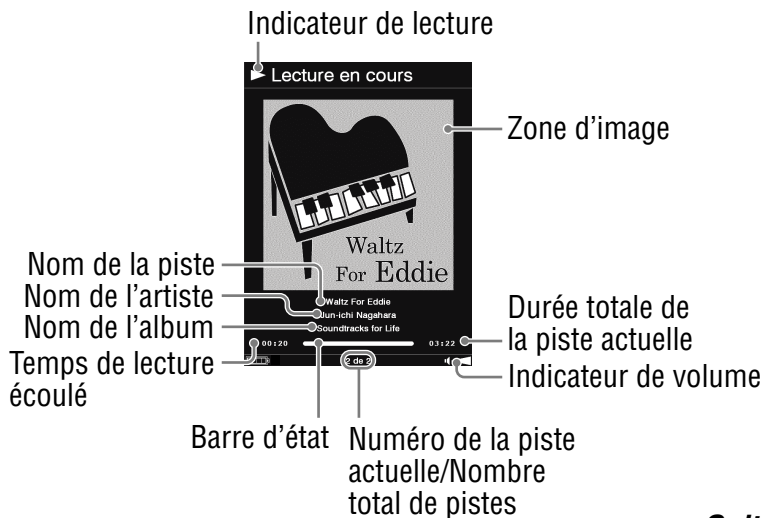 Indicateur de lecture
Lecture en cours
Zone d'image
Waltz
For Eddie
Nom de la piste
Nom de l'artiste
Nom de l'album
Temps de lecture
écoulé
Waltz For Eddie
Jun-ichi Nagahara
Soundtracks for Life
00:20
03:22
2 de 2
Durée totale de
la piste actuelle
Indicateur de volume
Barre d'état
Numéro de la piste
actuelle/Nombre
total de pistes